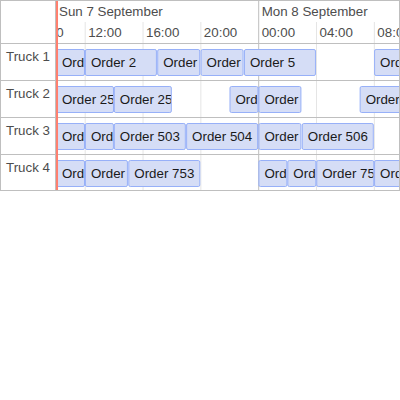 Sun 7 September Mon 8 September
0 12:00 16:00 20:00 00:00 04:00 08:0
Truck 1 Ord Order 2 Order Order Order 5 Ord
Truck 2 Order 25 Order 25 Ord Order Order
Truck 3 Ord Ord Order 503 Order 504 Order Order 506
Truck 4 Ord Order Order 753 Ord Ord Order 75 Ord